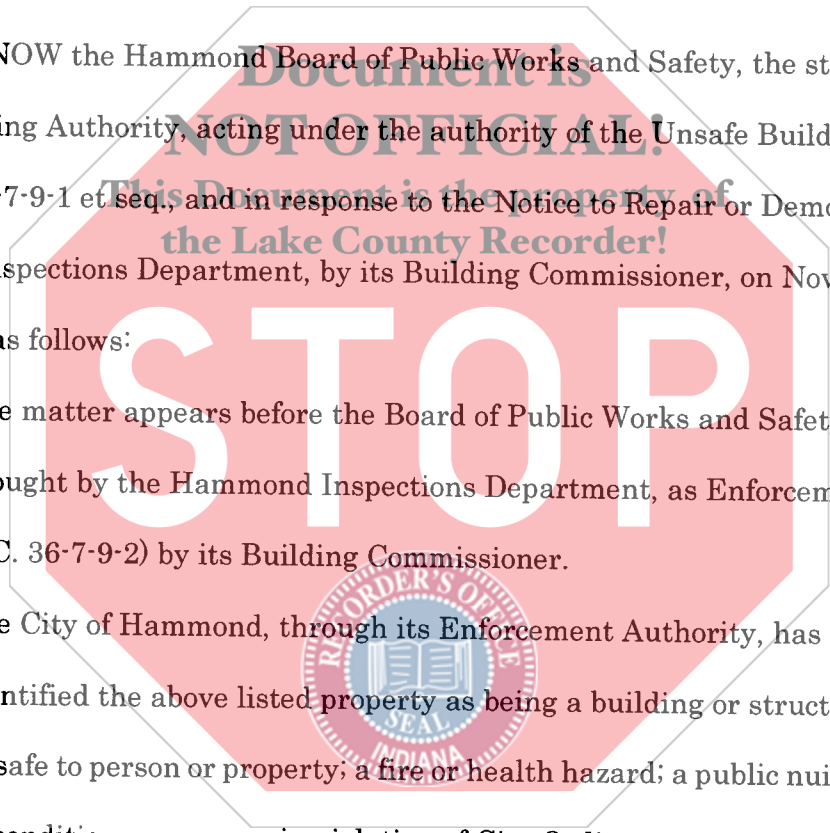 NOW the Hammond Board of Public Works and Safety, the st
Document is
ing Authority, acting under the authority of the Unsafe Build
NOT OFFICIAL!
-7-9-1 et seq., and in response to the Notice to Repair or Demo
This Document is the property of
the Lake County Recorder!
spections Department, by its Building Commissioner, on Nov
as follows:
STOP
e matter appears before the Board of Public Works and Safet
ought by the Hammond Inspections Department, as Enforcem
C. 36-7-9-2) by its Building Commissioner.
RECORDER'S OFFICE
e City of Hammond, through its Enforcement Authority, has
ntified the above listed property as being a building or struct
SEAL
INDIANA
safe to person or property; a fire or health hazard; a public nui